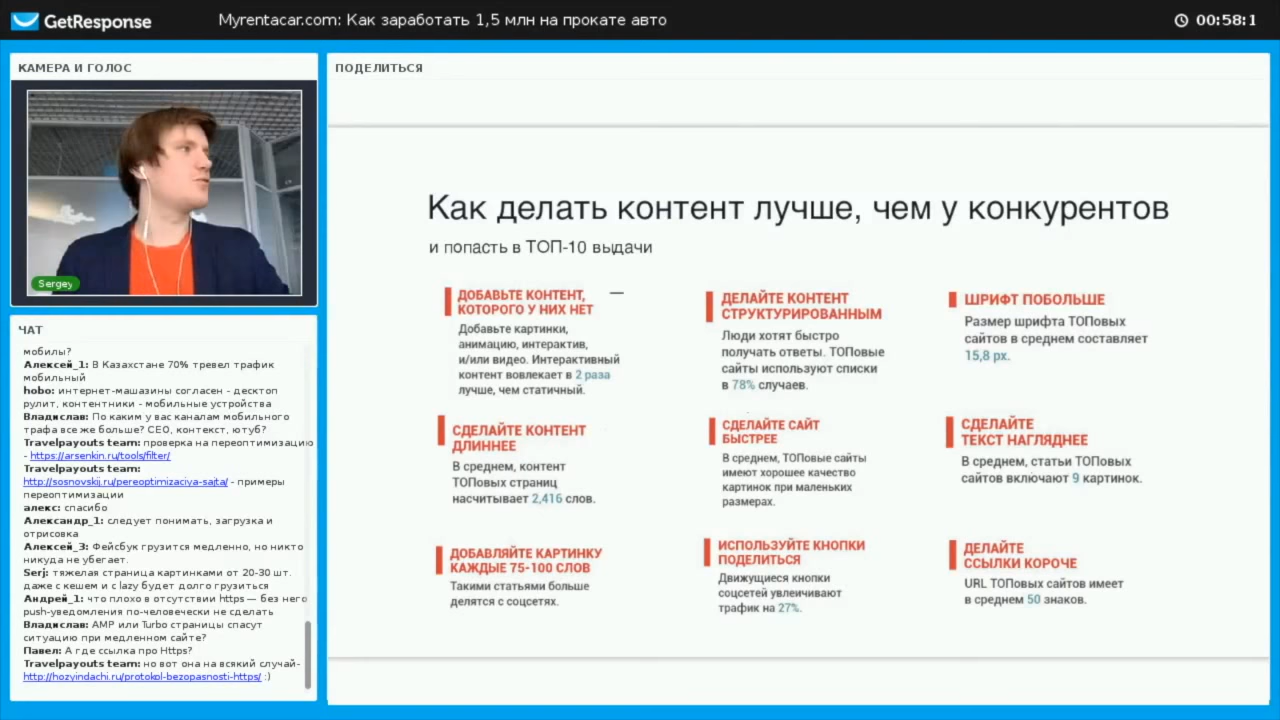 GetResponse
Myrentacar.com: Как заработать 1,5 млн на прокате авто
00:58:1
КАМЕРА И ГОЛОС
Sergey
ЧАТ
мобилы?
Алексей_1: В Казахстане 70% тревел трафик
мобильный
hobo: интернет-машазины согласен - десктоп
рулит, контентники - мобильные устройства
Владислав: По каким у вас каналам мобильного
трафа все же больше? СЕО, контекст, ютуб?
Travelpayouts team: проверка на переоптимизацию
- https://arsenkin.ru/tools/filter/
Travelpayouts team:
http://sosnovskij.ru/pereoptimizaciya-sajta/ - примеры
переоптимизации
алекс: спасибо
Александр_1: следует понимать, загрузка и
отрисовка
Алексей_3: Фейсбук грузится медленно, но никто
никуда не убегает.
Serj: тяжелая страница картинками от 20-30 шт.
даже с кешем и с lazy будет долго грузиться
Андрей_1: что плохо в отсутствии https — без него
push-уведомления по-человечески не сделать
Владислав: AMP или Turbo страницы спасут
ситуацию при медленном сайте?
Павел: А где ссылка про Https?
Travelpayouts team: но вот она на всякий случай-
http://hozyindachi.ru/protokol-bezopasnosti-https/ :)
ПОДЕЛИТЬСЯ
Как делать контент лучше, чем у конкурентов
и попасть в ТОП-10 выдачи
ДОБАВЬТЕ КОНТЕНТ,
КОТОРОГО У НИХ НЕТ
Добавьте картинки,
анимацию, интерактив,
и/или видео. Интерактивный
контент вовлекает в 2 раза
лучше, чем статичный.
ДЕЛАЙТЕ КОНТЕНТ
СТРУКТУРИРОВАННЫМ
Люди хотят быстро
получать ответы. ТОПовые
сайты используют списки
в 78% случаев.
ШРИФТ ПОБОЛЬШЕ
Размер шрифта ТОПовых
сайтов в среднем составляет
15,8 px.
СДЕЛАЙТЕ КОНТЕНТ
ДЛИННЕЕ
В среднем, контент
ТОПовых страниц
насчитывает 2,416 слов.
СДЕЛАЙТЕ САЙТ
БЫСТРЕЕ
В среднем, ТОПовые сайты
имеют хорошее качество
картинок при маленьких
размерах.
СДЕЛАЙТЕ
ТЕКСТ НАГЛЯДНЕЕ
В среднем, статьи ТОПовых
сайтов включают 9 картинок.
ДОБАВЛЯЙТЕ КАРТИНКУ
КАЖДЫЕ 75-100 СЛОВ
Такими статьями больше
делятся с соцсетях.
ИСПОЛЬЗУЙТЕ КНОПКИ
ПОДЕЛИТЬСЯ
Движущиеся кнопки
соцсетей увлеичивают
трафик на 27%.
ДЕЛАЙТЕ
ССЫЛКИ КОРОЧЕ
URL ТОПовых сайтов имеет
в среднем 50 знаков.